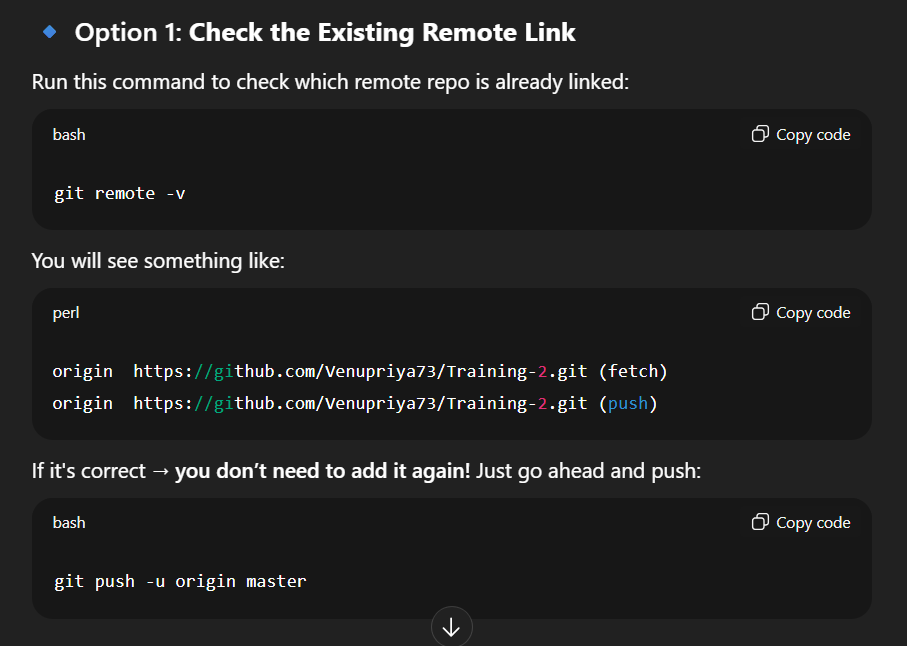 Option 1: Check the Existing Remote Link
Run this command to check which remote repo is already linked:
bash
Copy code
git remote -v
You will see something like:
perl
Copy code
origin  https://github.com/Venupriya73/Training-2.git (fetch)
origin  https://github.com/Venupriya73/Training-2.git (push)
If it's correct → you don’t need to add it again! Just go ahead and push:
bash
Copy code
git push -u origin master